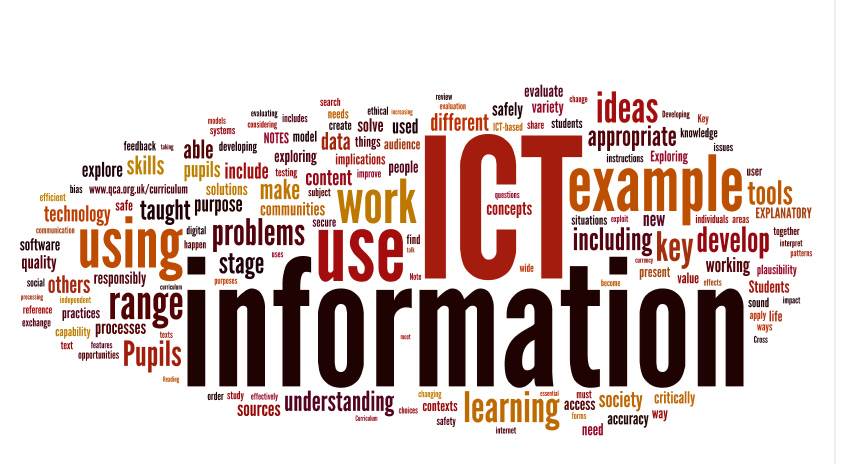 review
evaluate
change
search
evaluation
safely
variety
ideas
Developing
Key
evaluating
includes
needs
ethical
increasing
models
systems
considering
create
solve
used
different
ICT-based
share
students
appropriate
knowledge
NOTES
model
data
things
audience
feedback
taking
able
developing
exploring
implications
instructions
Exploring
issues
explore
skills
pupils
include
testing
content
improve
people
ICT
example
user
bias
www.qca.org.uk/curriculum
solutions
make
subject
work
questions
tools
efficient
technology
safe
taught
purpose
communities
concepts
situations
exploit
new
individuals
areas
EXPLANATORY
communication
using
digital
problems
secure
use
find
including
key
develop
together
software
happen
talk
interpret
patterns
quality
stage
uses
Note
wide
currency
present
working
plausibility
social
others
responsibly
curriculum
purposes
information
become
value
effects
Students
processing
independent
range
sound
impact
reference
practices
apply
life
exchange
capability
processes
texts
must
ways
text
features
opportunities
Pupils
Cross
Reading
order
study
effectively
changing
essential
must
society
critically
sources
understanding
choices
contexts
learning
access
forms
way
Curriculum
safety
accuracy
internet
need